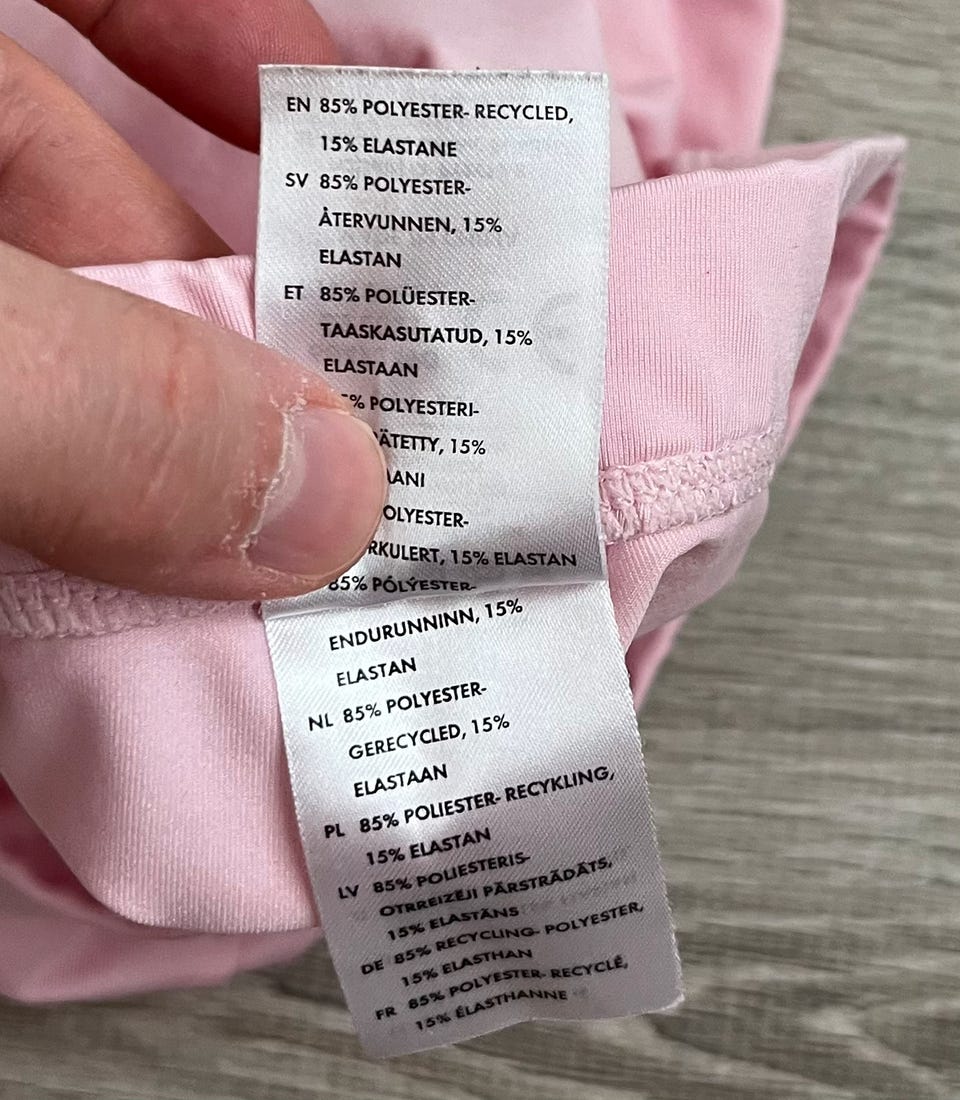 EN 85% POLYESTER- RECYCLED,
15% ELASTANE
SV 85% POLYESTER-
ÅTERVUNNEN, 15%
ELASTAN
ET 85% POLÜESTER-
TAASKASUTATUD, 15%
ELASTAAN
POLYESTERI-
15%
15% ELASTAN
85% PÓLÝESTER-
ENDURUNNINN, 15%
ELASTAN
NL 85% POLYESTER-
GERECYCLED, 15%
ELASTAAN
PL 85% POLIESTER- RECYKLING,
15% ELASTAN
LV 85% POLIESTERIS-
OTRREIZĒJI PĀRSTRĀDĀTS,
15% ELASTĀNS
DE 85% RECYCLING- POLYESTER,
15% ELASTHAN
FR 85% POLYESTER- RECYCLÉ,
15% ÉLASTHANNE